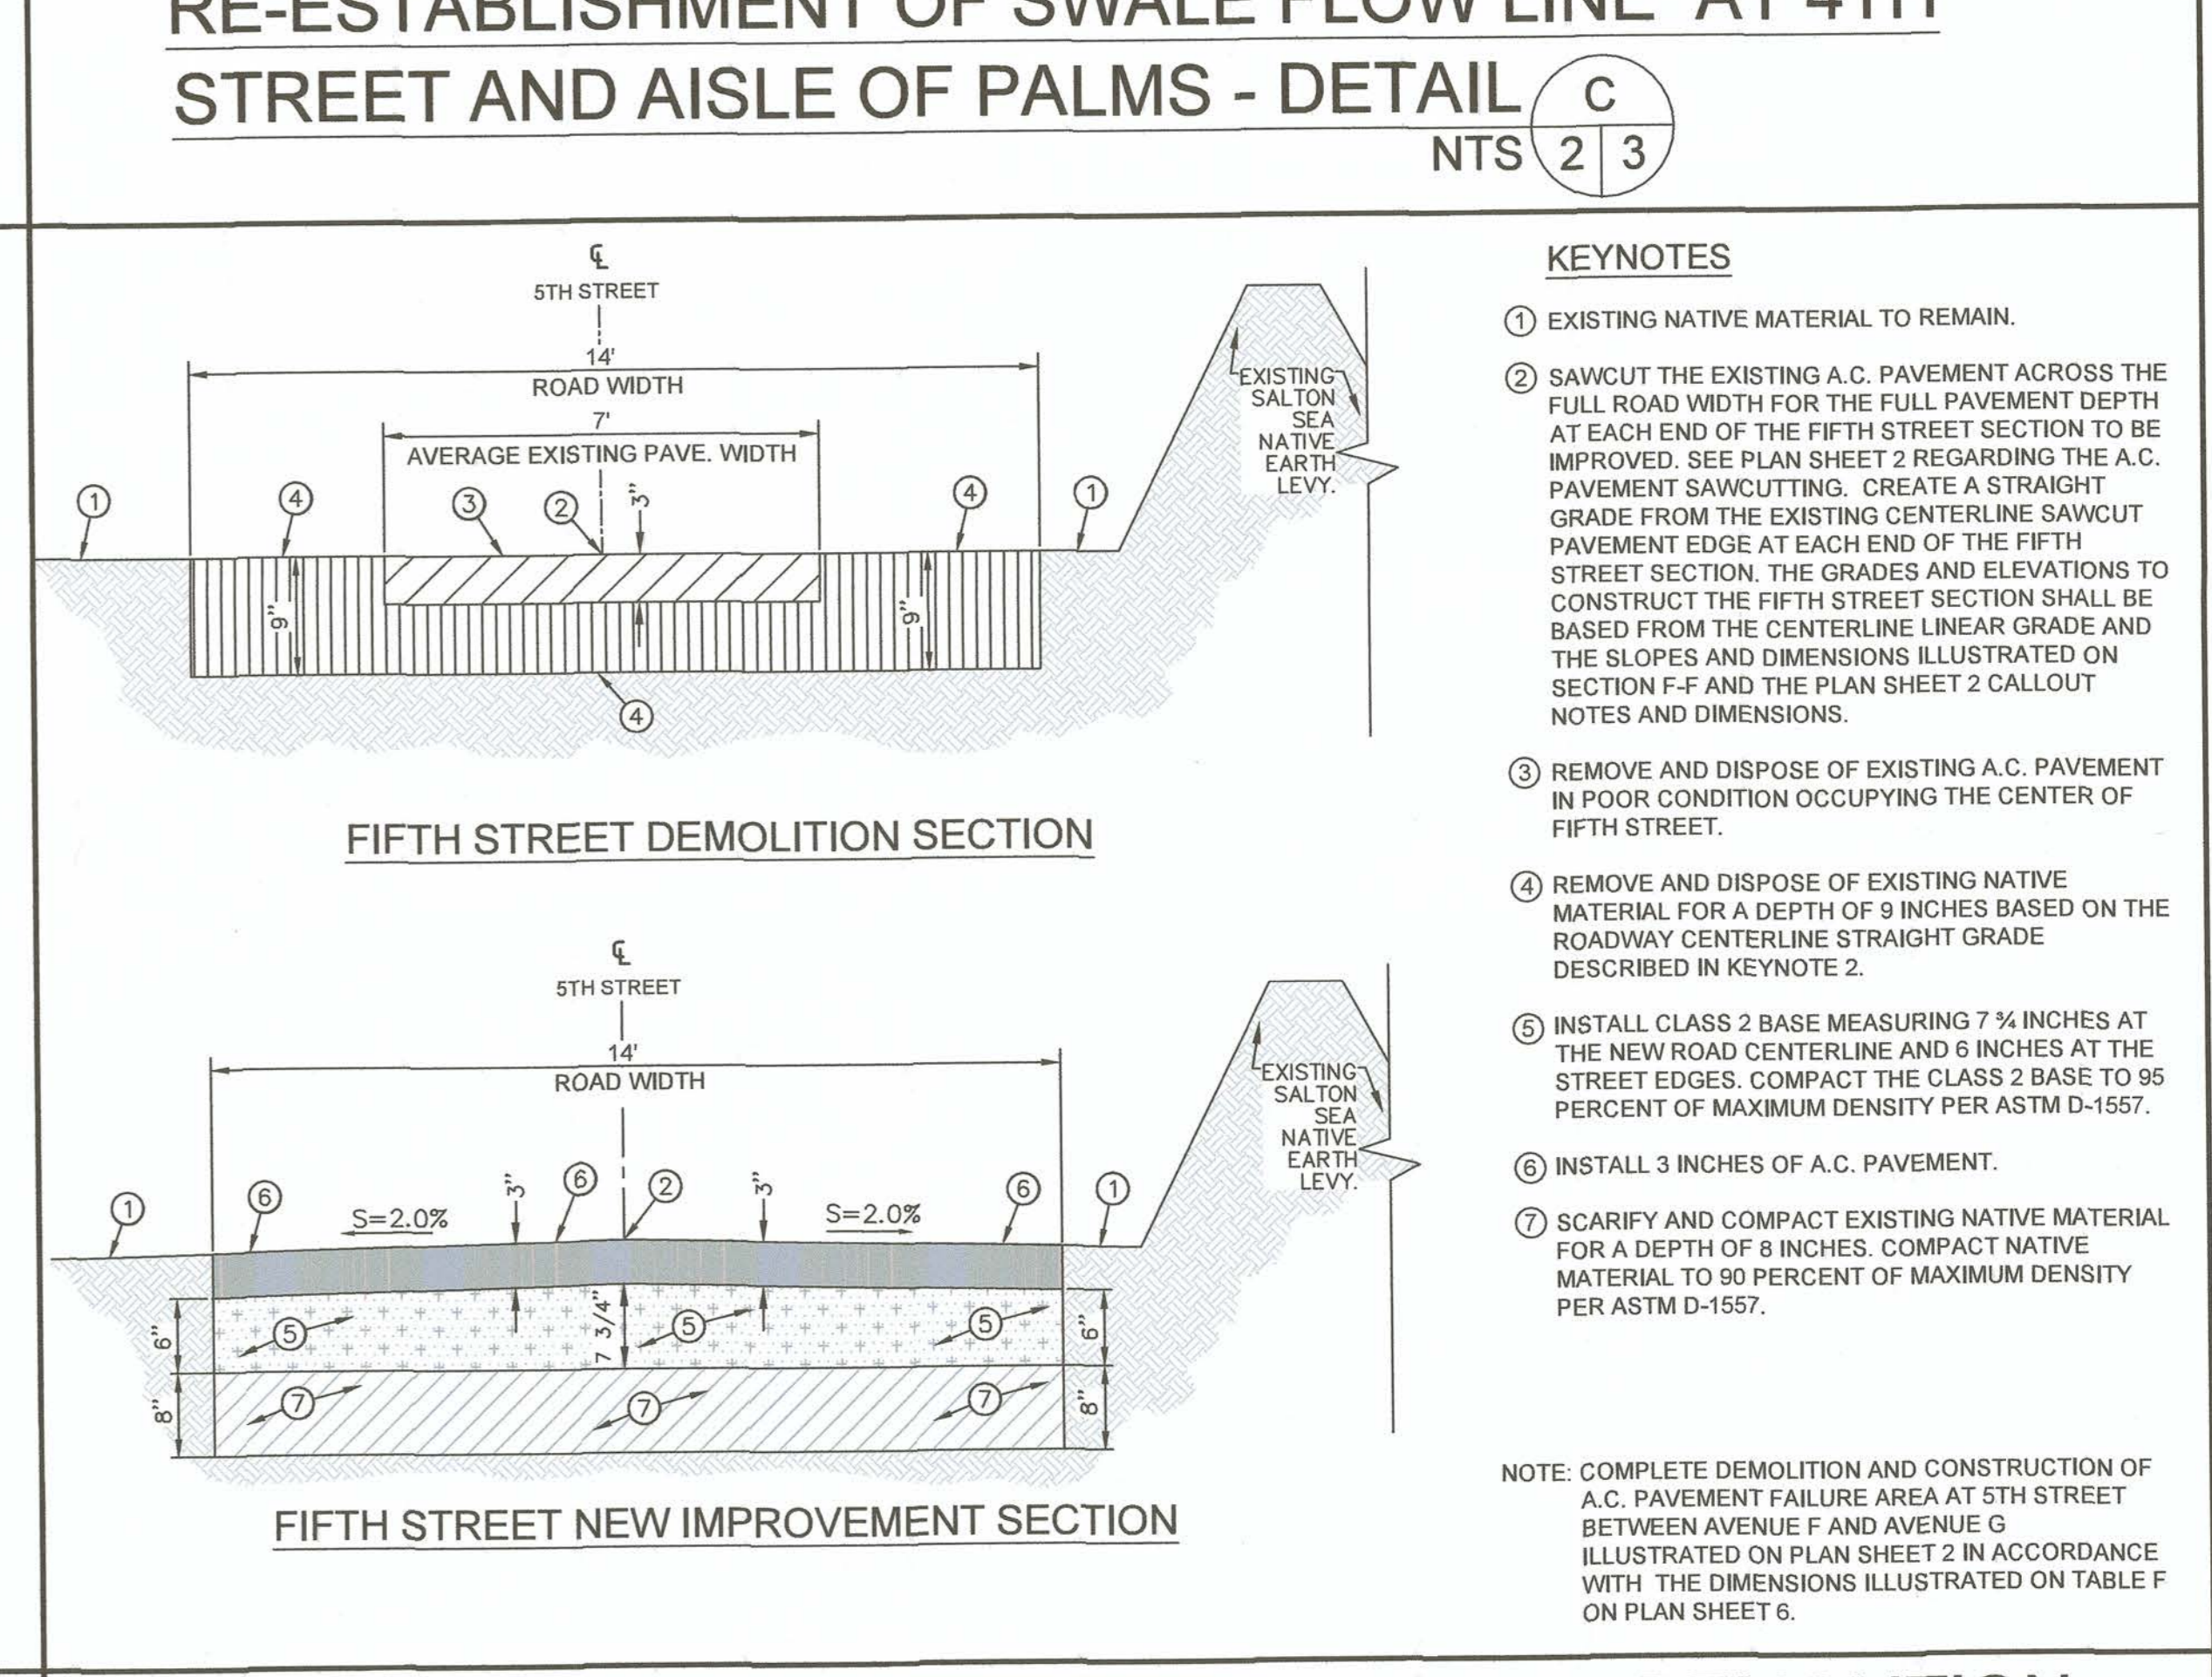 RE-ESTABLISHMENT OF SWALE FLOW LINE AT 4TH
STREET AND AISLE OF PALMS - DETAIL
C
NTS 2 3
℄
5TH STREET
14'
ROAD WIDTH
7'
AVERAGE EXISTING PAVE. WIDTH
1
4
3
2
3"
4
1
9"
9"
4
EXISTING
SALTON
SEA
NATIVE
EARTH
LEVY.
FIFTH STREET DEMOLITION SECTION
℄
5TH STREET
14'
ROAD WIDTH
1
6
S=2.0%
3"
6
2
3"
S=2.0%
6
1
6"
5
7 3/4"
5
5
6"
8"
7
7
7
8"
EXISTING
SALTON
SEA
NATIVE
EARTH
LEVY.
FIFTH STREET NEW IMPROVEMENT SECTION
KEYNOTES
1 EXISTING NATIVE MATERIAL TO REMAIN.
2 SAWCUT THE EXISTING A.C. PAVEMENT ACROSS THE
FULL ROAD WIDTH FOR THE FULL PAVEMENT DEPTH
AT EACH END OF THE FIFTH STREET SECTION TO BE
IMPROVED. SEE PLAN SHEET 2 REGARDING THE A.C.
PAVEMENT SAWCUTTING. CREATE A STRAIGHT
GRADE FROM THE EXISTING CENTERLINE SAWCUT
PAVEMENT EDGE AT EACH END OF THE FIFTH
STREET SECTION. THE GRADES AND ELEVATIONS TO
CONSTRUCT THE FIFTH STREET SECTION SHALL BE
BASED FROM THE CENTERLINE LINEAR GRADE AND
THE SLOPES AND DIMENSIONS ILLUSTRATED ON
SECTION F-F AND THE PLAN SHEET 2 CALLOUT
NOTES AND DIMENSIONS.
3 REMOVE AND DISPOSE OF EXISTING A.C. PAVEMENT
IN POOR CONDITION OCCUPYING THE CENTER OF
FIFTH STREET.
4 REMOVE AND DISPOSE OF EXISTING NATIVE
MATERIAL FOR A DEPTH OF 9 INCHES BASED ON THE
ROADWAY CENTERLINE STRAIGHT GRADE
DESCRIBED IN KEYNOTE 2.
5 INSTALL CLASS 2 BASE MEASURING 7 ¾ INCHES AT
THE NEW ROAD CENTERLINE AND 6 INCHES AT THE
STREET EDGES. COMPACT THE CLASS 2 BASE TO 95
PERCENT OF MAXIMUM DENSITY PER ASTM D-1557.
6 INSTALL 3 INCHES OF A.C. PAVEMENT.
7 SCARIFY AND COMPACT EXISTING NATIVE MATERIAL
FOR A DEPTH OF 8 INCHES. COMPACT NATIVE
MATERIAL TO 90 PERCENT OF MAXIMUM DENSITY
PER ASTM D-1557.
NOTE: COMPLETE DEMOLITION AND CONSTRUCTION OF
A.C. PAVEMENT FAILURE AREA AT 5TH STREET
BETWEEN AVENUE F AND AVENUE G
ILLUSTRATED ON PLAN SHEET 2 IN ACCORDANCE
WITH THE DIMENSIONS ILLUSTRATED ON TABLE F
ON PLAN SHEET 6.